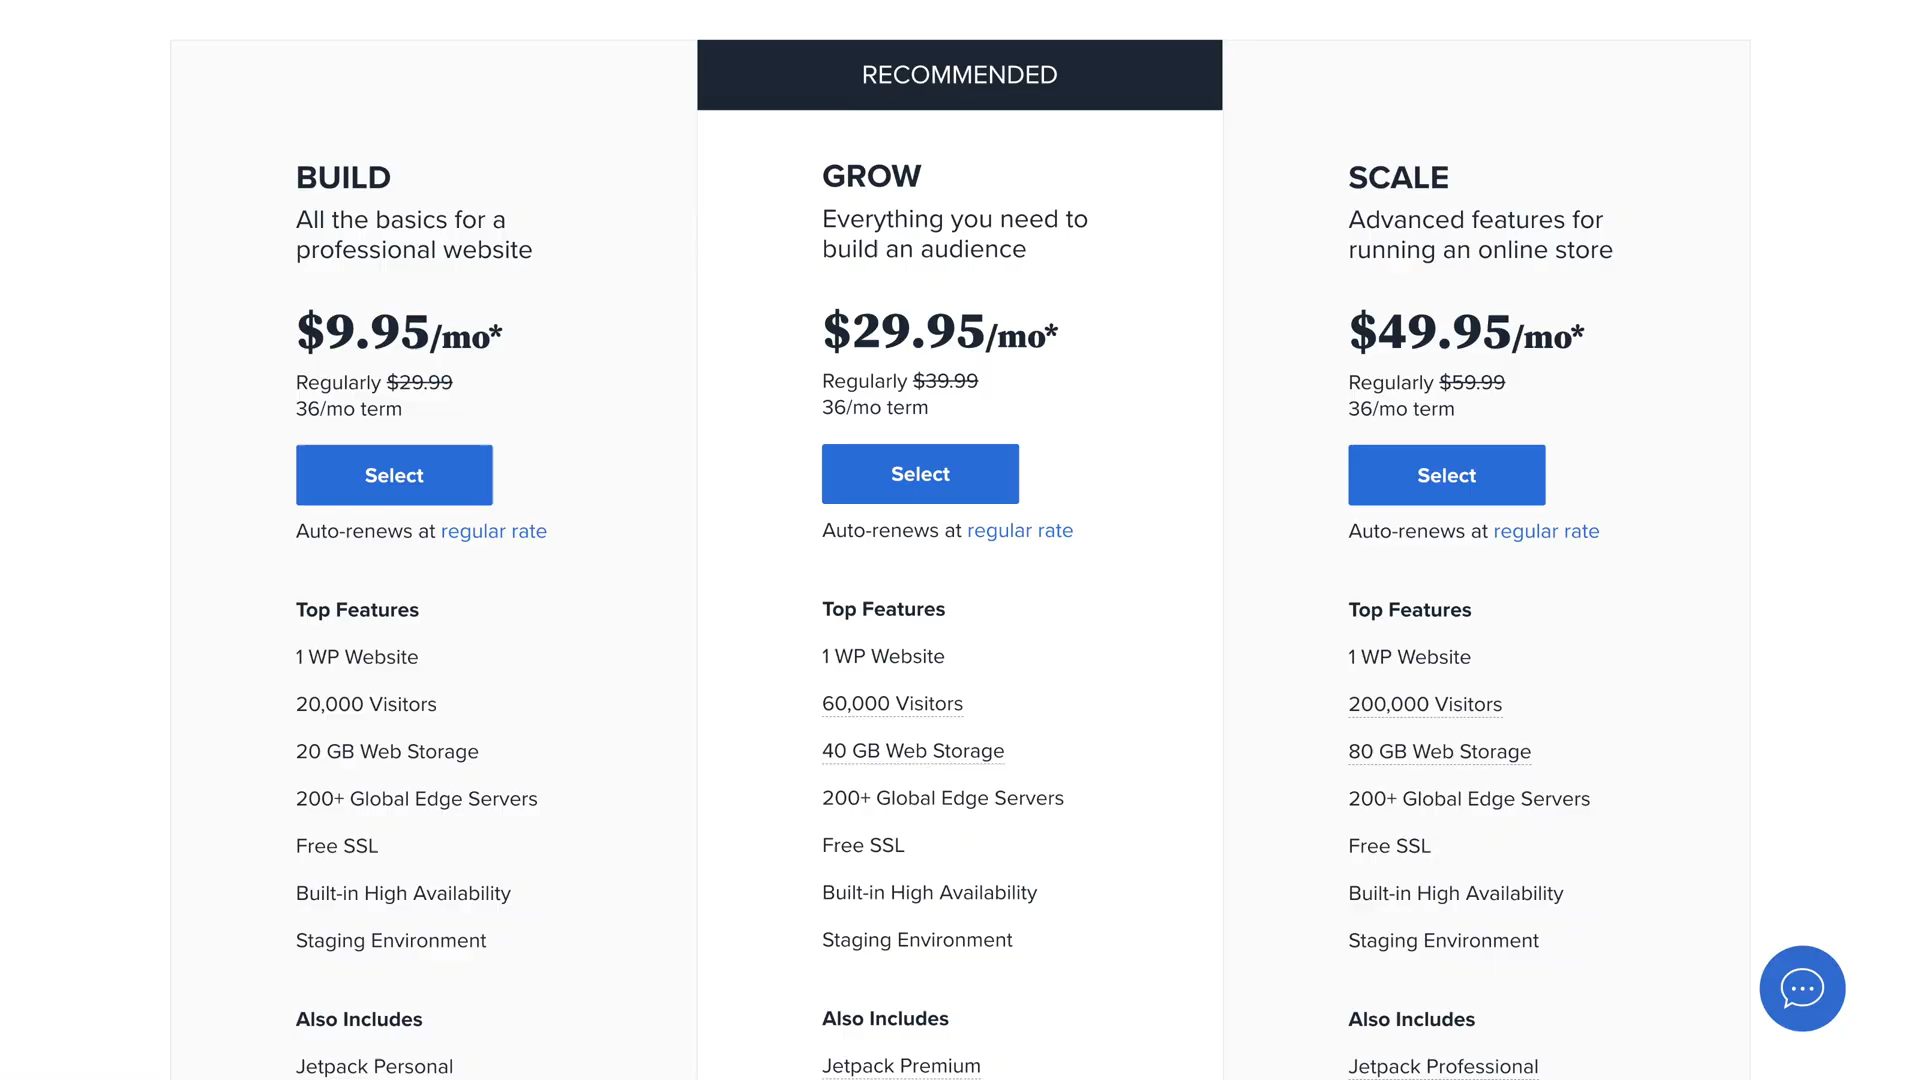 RECOMMENDED
BUILD
All the basics for a
professional website
$9.95/mo*
Regularly $29.99
36/mo term
Select
Auto-renews at regular rate
Top Features
1 WP Website
20,000 Visitors
20 GB Web Storage
200+ Global Edge Servers
Free SSL
Built-in High Availability
Staging Environment
Also Includes
Jetpack Personal
GROW
Everything you need to
build an audience
$29.95/mo*
Regularly $39.99
36/mo term
Select
Auto-renews at regular rate
Top Features
1 WP Website
60,000 Visitors
40 GB Web Storage
200+ Global Edge Servers
Free SSL
Built-in High Availability
Staging Environment
Also Includes
Jetpack Premium
SCALE
Advanced features for
running an online store
$49.95/mo*
Regularly $59.99
36/mo term
Select
Auto-renews at regular rate
Top Features
1 WP Website
200,000 Visitors
80 GB Web Storage
200+ Global Edge Servers
Free SSL
Built-in High Availability
Staging Environment
Also Includes
Jetpack Professional